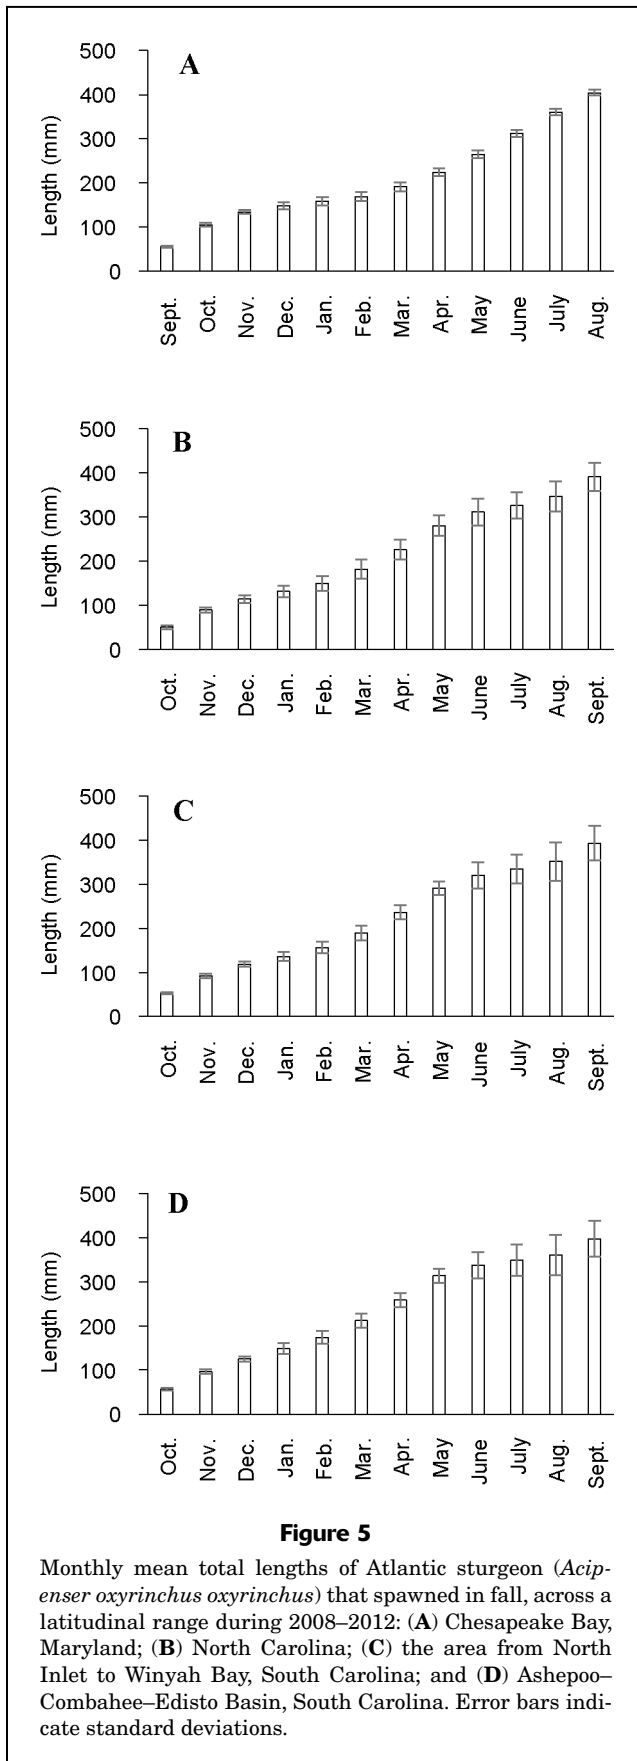 A
500
400
300
200
100
0
Length (mm)
Sept. Oct. Nov. Dec. Jan. Feb. Mar. Apr. May June July Aug.
B
500
400
300
200
100
0
Length (mm)
Oct. Nov. Dec. Jan. Feb. Mar. Apr. May June July Aug. Sept.
C
500
400
300
200
100
0
Length (mm)
Oct. Nov. Dec. Jan. Feb. Mar. Apr. May June July Aug. Sept.
D
500
400
300
200
100
0
Length (mm)
Oct. Nov. Dec. Jan. Feb. Mar. Apr. May June July Aug. Sept.
Figure 5
Monthly mean total lengths of Atlantic sturgeon (Acip-
enser oxyrinchus oxyrinchus) that spawned in fall, across a
latitudinal range during 2008–2012: (A) Chesapeake Bay,
Maryland; (B) North Carolina; (C) the area from North
Inlet to Winyah Bay, South Carolina; and (D) Ashepoo–
Combahee–Edisto Basin, South Carolina. Error bars indi-
cate standard deviations.